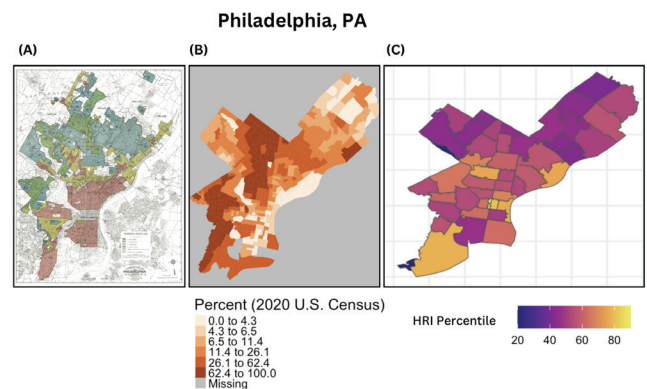 Philadelphia, PA
(A)
(B)
(C)
PHILADELPHIA
Percent (2020 U.S. Census)
0.0 to 4.3
4.3 to 6.5
6.5 to 11.4
11.4 to 26.1
26.1 to 62.4
62.4 to 100.0
Missing
HRI Percentile
20 40 60 80